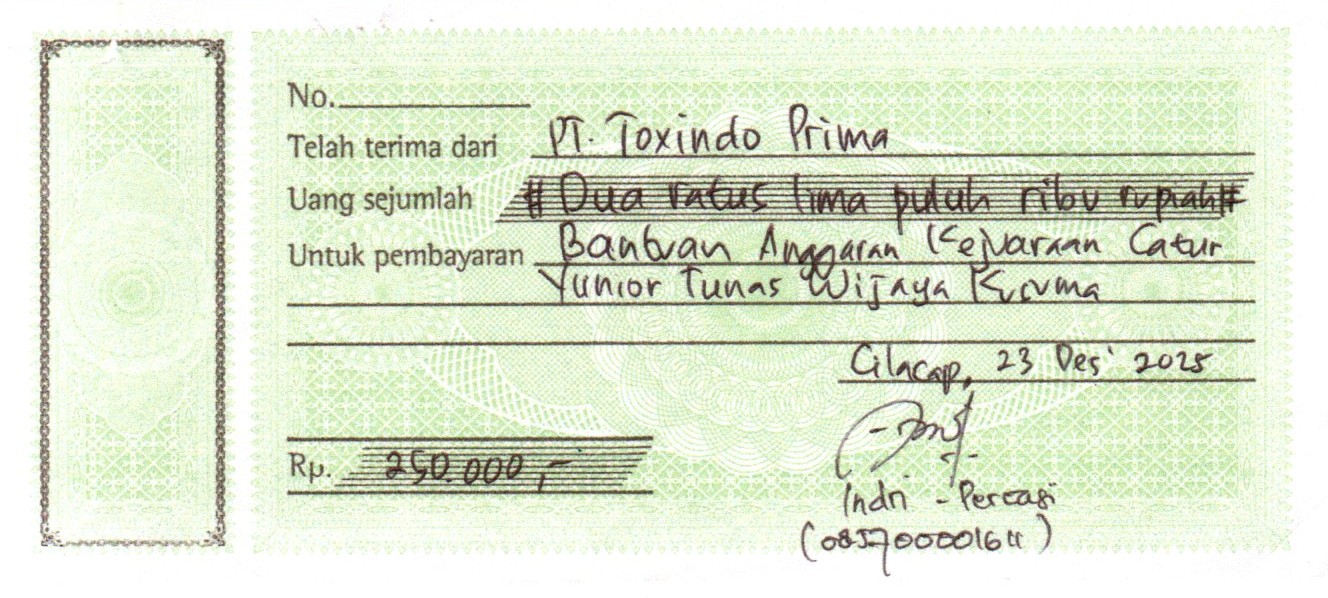 No.
Telah terima dari PT. Toxindo Prima
Uang sejumlah # Dua ratus lima puluh ribu rupiah #
Untuk pembayaran Bantuan Anggaran Kejuaraan Catur
Yunior Tunas Wijaya Kusuma
Cilacap, 23 Des' 2025
Rp. 250.000,-
Indri - Percasi
(085700001611)